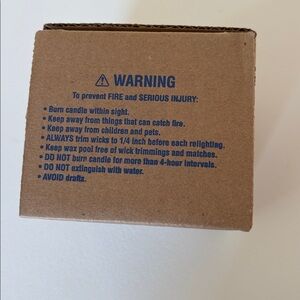 ⚠ WARNING
To prevent FIRE and SERIOUS INJURY:
• Burn candle within sight.
• Keep away from things that can catch fire.
• Keep away from children and pets.
• ALWAYS trim wicks to 1/4 inch before each relighting.
• Keep wax pool free of wick trimmings and matches.
• DO NOT burn candle for more than 4-hour intervals.
• DO NOT extinguish with water.
• AVOID drafts.